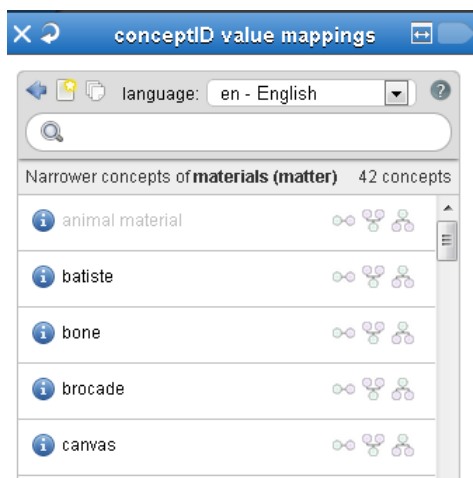 conceptID value mappings
language: en - English
Narrower concepts of materials (matter) 42 concepts
animal material
batiste
bone
brocade
canvas